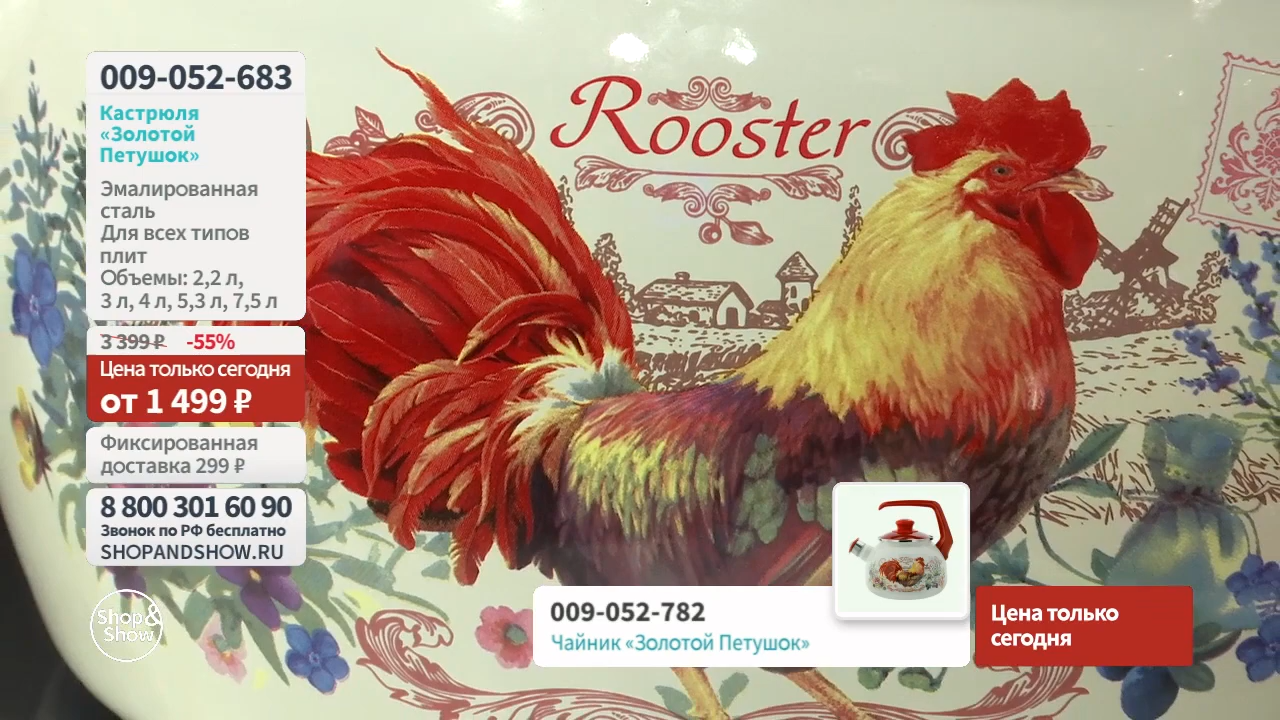 009-052-683
Кастрюля
«Золотой
Петушок»
Эмалированная
сталь
Для всех типов
плит
Объемы: 2,2 л,
3 л, 4 л, 5,3 л, 7,5 л
3 399 ₽ -55%
Цена только сегодня
от 1 499 ₽
Фиксированная
доставка 299 ₽
8 800 301 60 90
Звонок по РФ бесплатно
SHOPANDSHOW.RU
Shop&
Show
Rooster
009-052-782
Чайник «Золотой Петушок»
Цена только
сегодня